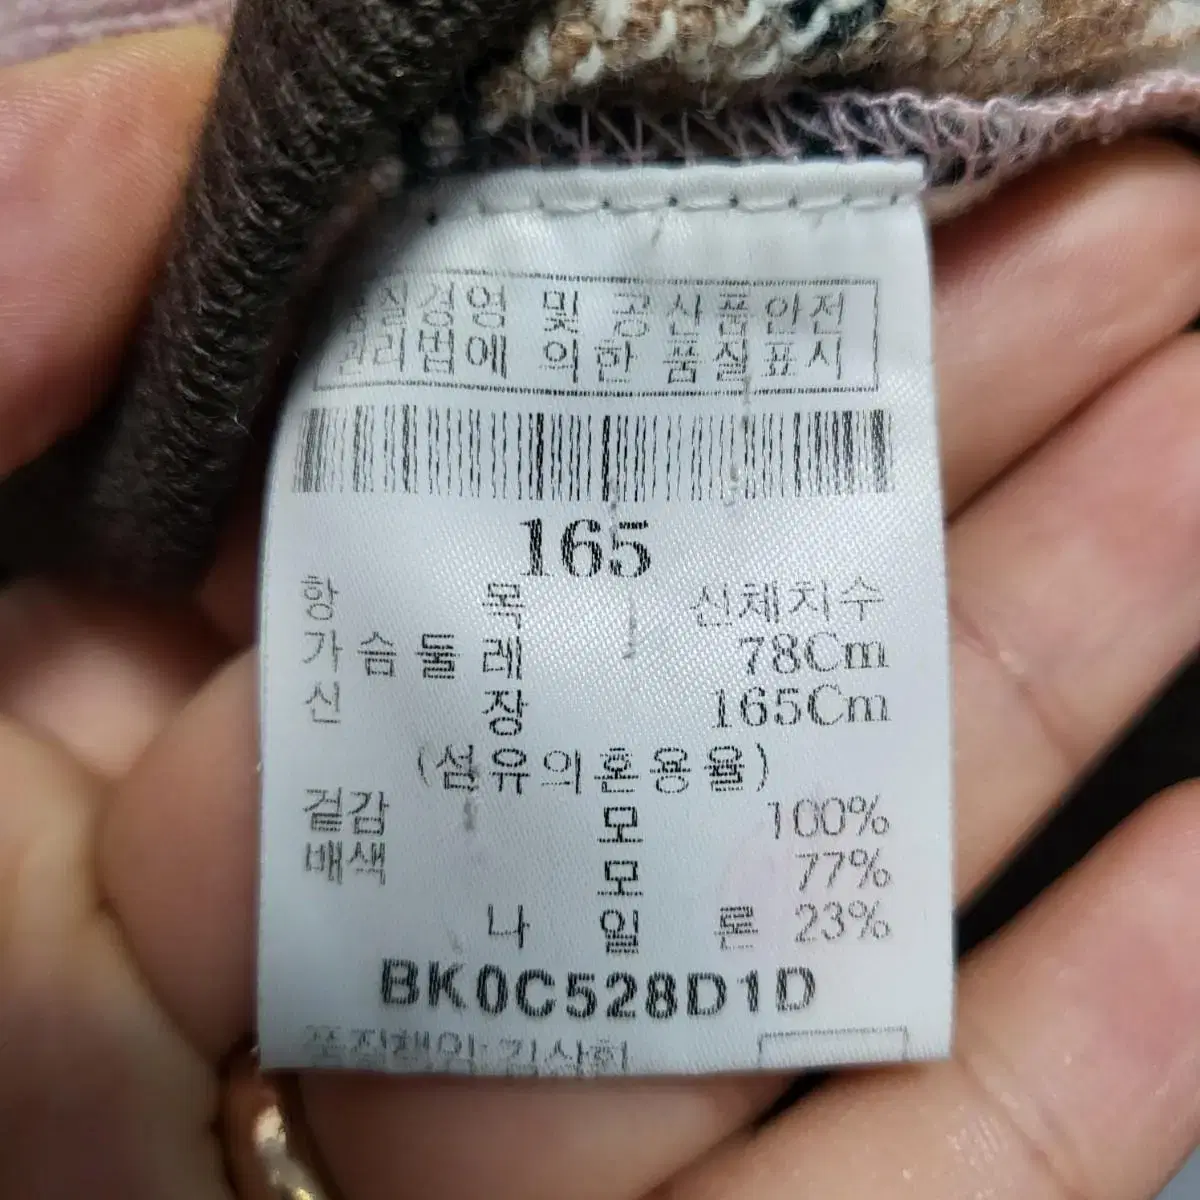 품질경영 및 공산품안전
관리법에 의한 품질표시
165
항 목 신체치수
가슴둘레 78Cm
신 장 165Cm
(섬유의혼용율)
겉감 모 100%
배색 모 77%
나 일 론 23%
BK0C528D1D